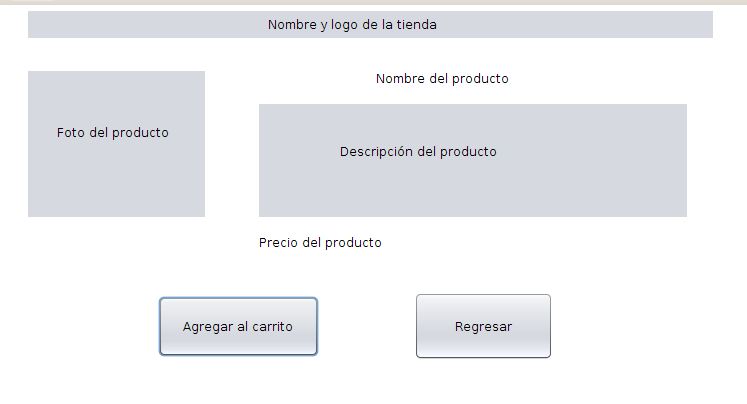 Nombre y logo de la tienda
Nombre del producto
Foto del producto
Descripción del producto
Precio del producto
Agregar al carrito
Regresar